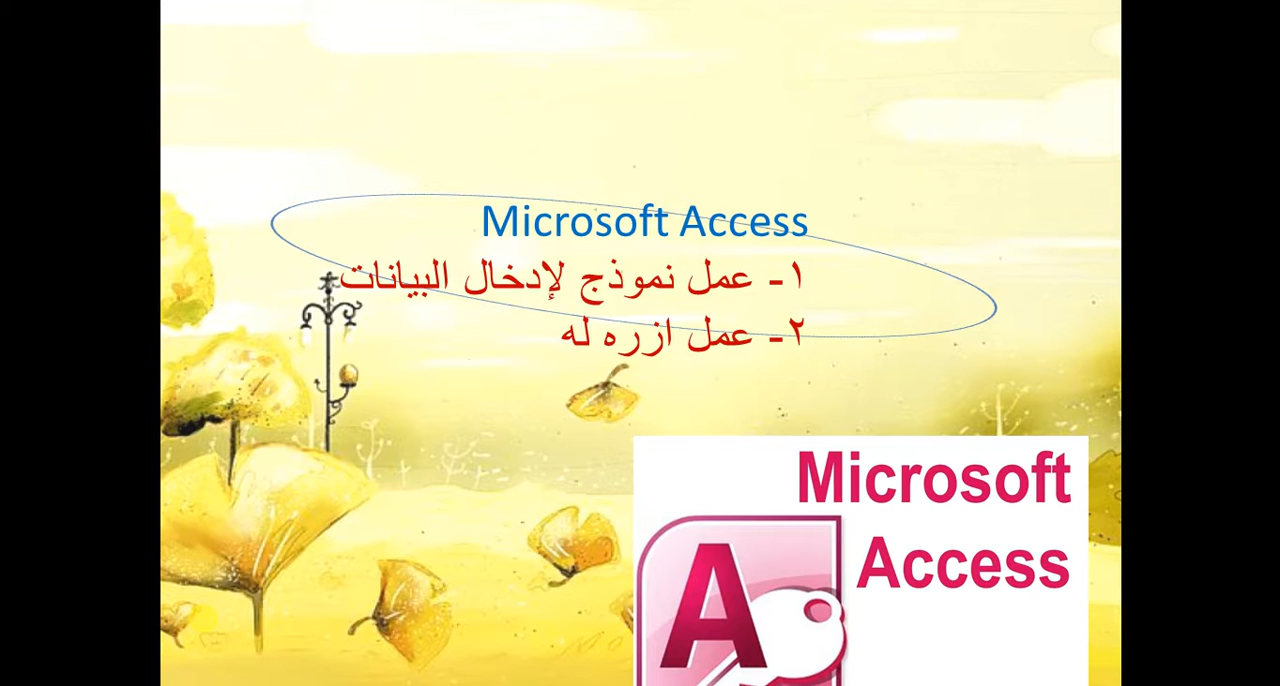 Microsoft Access
١- عمل نموذج لإدخال البيانات
٢- عمل ازره له
Microsoft
Access
A